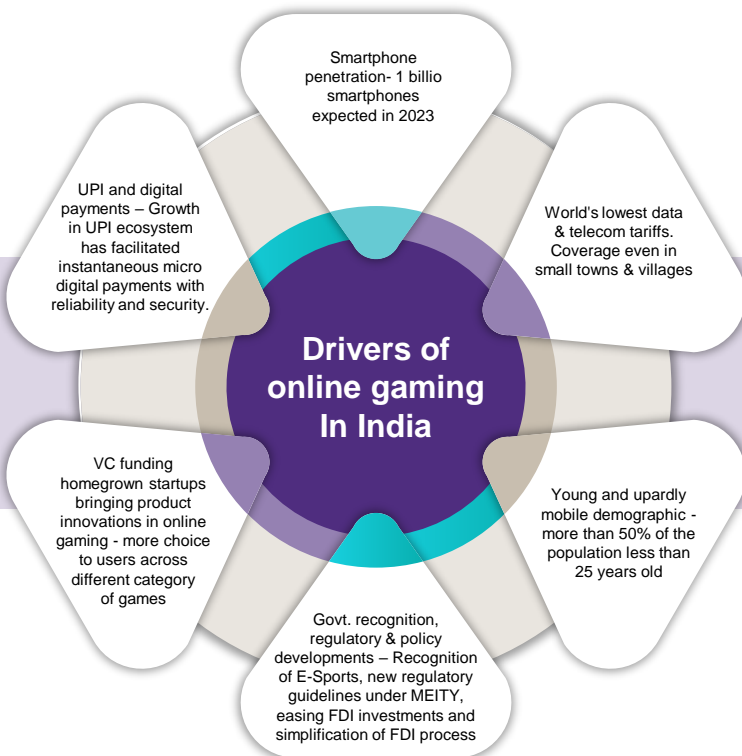 Smartphone
penetration- 1 billio
smartphones
expected in 2023
UPI and digital
payments – Growth
in UPI ecosystem
has facilitated
instantaneous micro
digital payments with
reliability and security.
World's lowest data
& telecom tariffs.
Coverage even in
small towns & villages
Drivers of
online gaming
In India
VC funding
homegrown startups
bringing product
innovations in online
gaming - more choice
to users across
different category
of games
Young and upardly
mobile demographic -
more than 50% of the
population less than
25 years old
Govt. recognition,
regulatory & policy
developments – Recognition
of E-Sports, new regulatory
guidelines under MEITY,
easing FDI investments and
simplification of FDI process